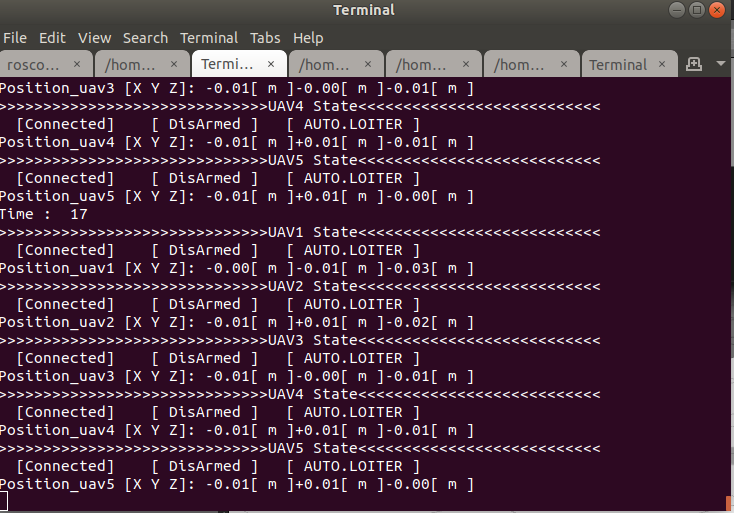 Terminal
File Edit View Search Terminal Tabs Help
rosco... × /hom... × Termi... × /hom... × /hom... × /hom... × Terminal ×
Position_uav3 [X Y Z]: -0.01[ m ]-0.00[ m ]-0.01[ m ]
>>>>>>>>>>>>>>>>>>>>>>>>>>>>>>UAV4 State<<<<<<<<<<<<<<<<<<<<<<<<<<<
  [Connected]    [ DisArmed ]   [ AUTO.LOITER ]
Position_uav4 [X Y Z]: -0.01[ m ]+0.01[ m ]-0.01[ m ]
>>>>>>>>>>>>>>>>>>>>>>>>>>>>>>UAV5 State<<<<<<<<<<<<<<<<<<<<<<<<<<<
  [Connected]    [ DisArmed ]   [ AUTO.LOITER ]
Position_uav5 [X Y Z]: -0.01[ m ]+0.01[ m ]-0.00[ m ]
Time :  17
>>>>>>>>>>>>>>>>>>>>>>>>>>>>>>UAV1 State<<<<<<<<<<<<<<<<<<<<<<<<<<<
  [Connected]    [ DisArmed ]   [ AUTO.LOITER ]
Position_uav1 [X Y Z]: -0.00[ m ]-0.01[ m ]-0.03[ m ]
>>>>>>>>>>>>>>>>>>>>>>>>>>>>>>UAV2 State<<<<<<<<<<<<<<<<<<<<<<<<<<<
  [Connected]    [ DisArmed ]   [ AUTO.LOITER ]
Position_uav2 [X Y Z]: -0.01[ m ]+0.01[ m ]-0.02[ m ]
>>>>>>>>>>>>>>>>>>>>>>>>>>>>>>UAV3 State<<<<<<<<<<<<<<<<<<<<<<<<<<<
  [Connected]    [ DisArmed ]   [ AUTO.LOITER ]
Position_uav3 [X Y Z]: -0.01[ m ]-0.00[ m ]-0.01[ m ]
>>>>>>>>>>>>>>>>>>>>>>>>>>>>>>UAV4 State<<<<<<<<<<<<<<<<<<<<<<<<<<<
  [Connected]    [ DisArmed ]   [ AUTO.LOITER ]
Position_uav4 [X Y Z]: -0.01[ m ]+0.01[ m ]-0.01[ m ]
>>>>>>>>>>>>>>>>>>>>>>>>>>>>>>UAV5 State<<<<<<<<<<<<<<<<<<<<<<<<<<<
  [Connected]    [ DisArmed ]   [ AUTO.LOITER ]
Position_uav5 [X Y Z]: -0.01[ m ]+0.01[ m ]-0.00[ m ]